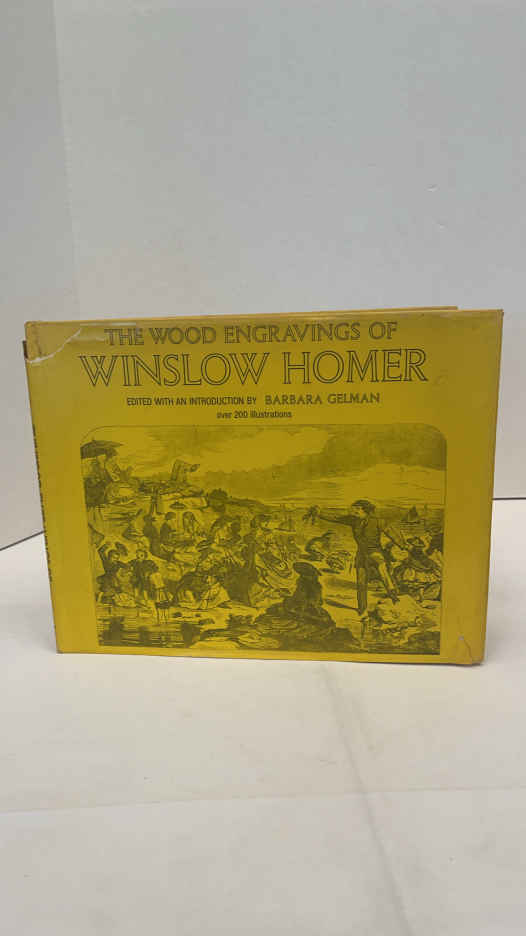 THE WOOD ENGRAVINGS OF
WINSLOW HOMER
EDITED WITH AN INTRODUCTION BY BARBARA GELMAN
over 200 illustrations